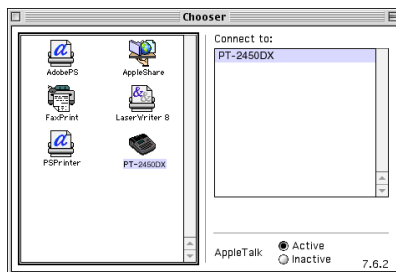 Chooser
AdobePS
AppleShare
FaxPrint
LaserWriter 8
PSPrinter
PT-2450DX
Connect to:
PT-2450DX
AppleTalk
Active
Inactive
7.6.2